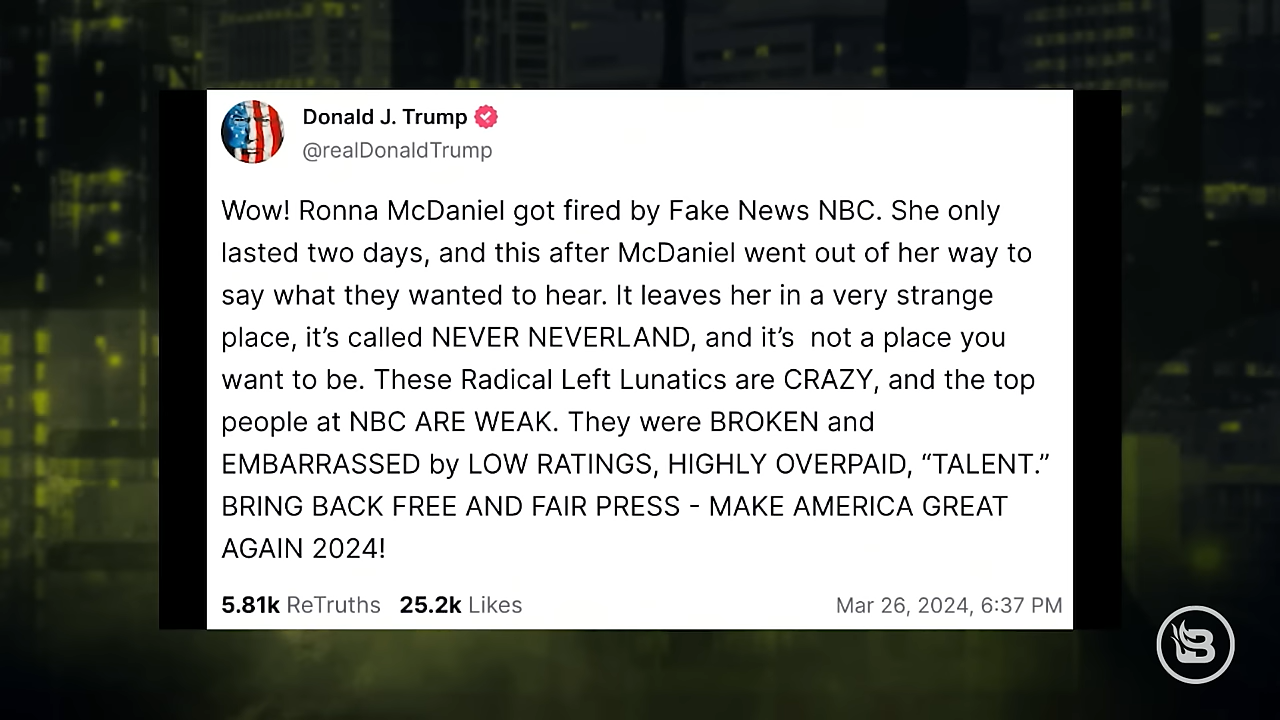 Donald J. Trump
@realDonaldTrump
Wow! Ronna McDaniel got fired by Fake News NBC. She only
lasted two days, and this after McDaniel went out of her way to
say what they wanted to hear. It leaves her in a very strange
place, it’s called NEVER NEVERLAND, and it’s  not a place you
want to be. These Radical Left Lunatics are CRAZY, and the top
people at NBC ARE WEAK. They were BROKEN and
EMBARRASSED by LOW RATINGS, HIGHLY OVERPAID, “TALENT.”
BRING BACK FREE AND FAIR PRESS - MAKE AMERICA GREAT
AGAIN 2024!
5.81k ReTruths 25.2k Likes Mar 26, 2024, 6:37 PM
B